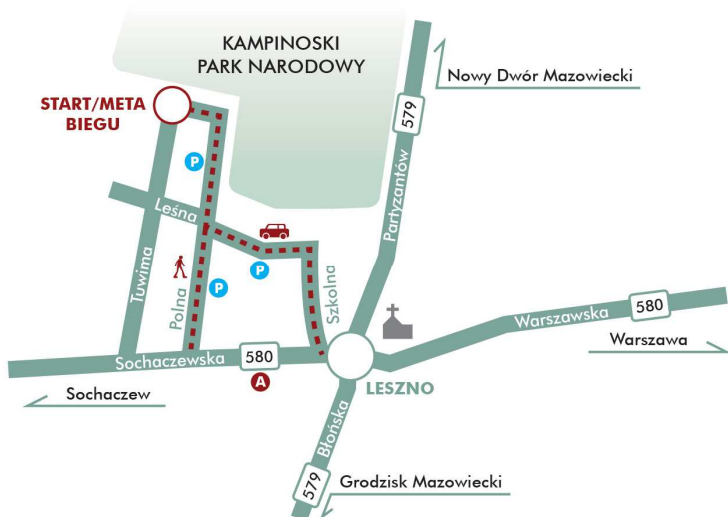 KAMPINOSKI
PARK NARODOWY
Nowy Dwór Mazowiecki
START/META
BIEGU
579
P
Partyzantów
Leśna
P
Tuwima
Polna
P
Szkolna
580
Warszawska
Warszawa
Sochaczewska
580
A
LESZNO
Sochaczew
Błońska
579
Grodzisk Mazowiecki